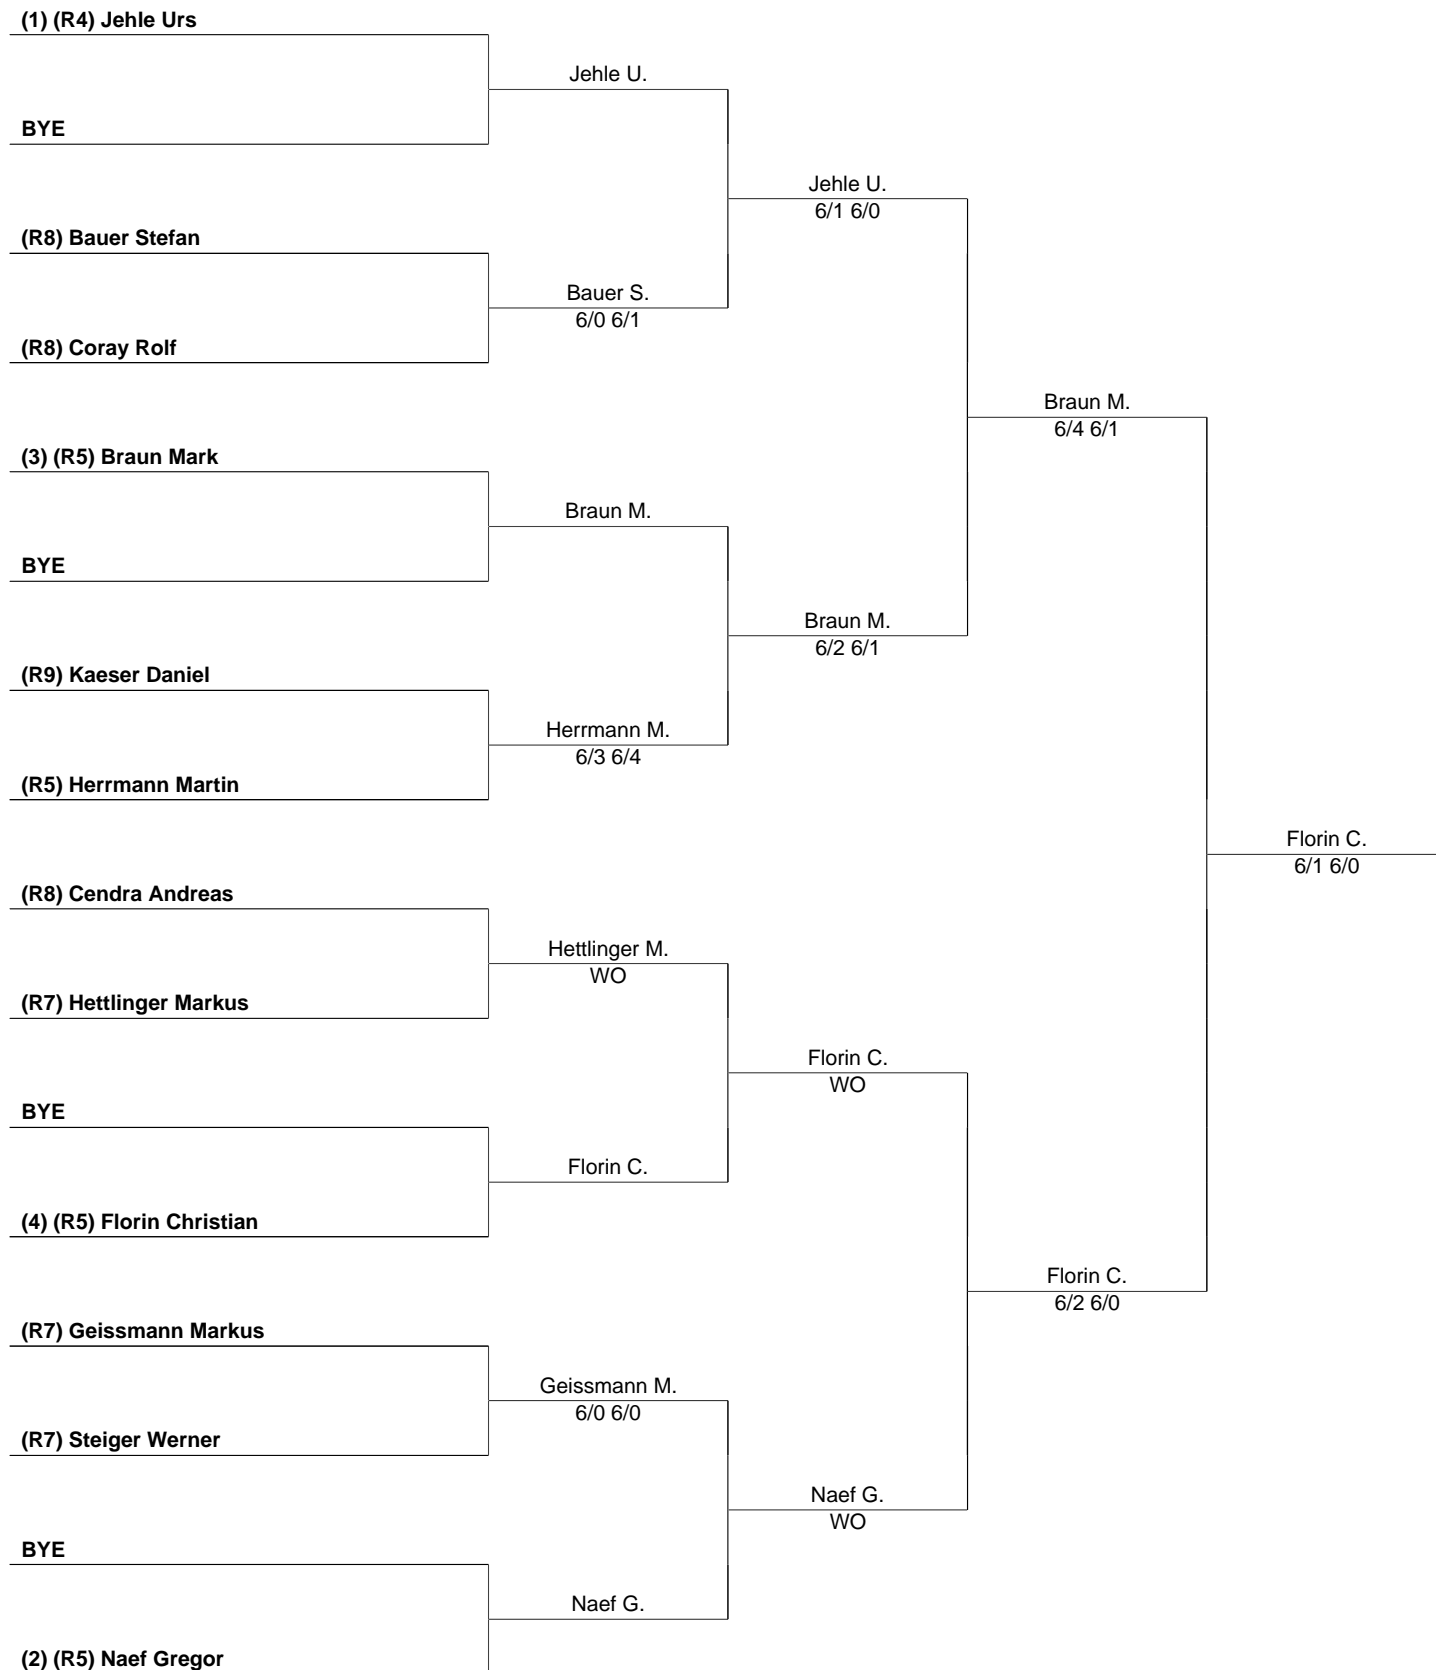 (1) (R4) Jehle Urs
Jehle U.
BYE
Jehle U.
6/1 6/0
(R8) Bauer Stefan
Bauer S.
6/0 6/1
(R8) Coray Rolf
Braun M.
6/4 6/1
(3) (R5) Braun Mark
Braun M.
BYE
Braun M.
6/2 6/1
(R9) Kaeser Daniel
Herrmann M.
6/3 6/4
(R5) Herrmann Martin
Florin C.
6/1 6/0
(R8) Cendra Andreas
Hettlinger M.
WO
(R7) Hettlinger Markus
Florin C.
WO
BYE
Florin C.
(4) (R5) Florin Christian
Florin C.
6/2 6/0
(R7) Geissmann Markus
Geissmann M.
6/0 6/0
(R7) Steiger Werner
Naef G.
WO
BYE
Naef G.
(2) (R5) Naef Gregor